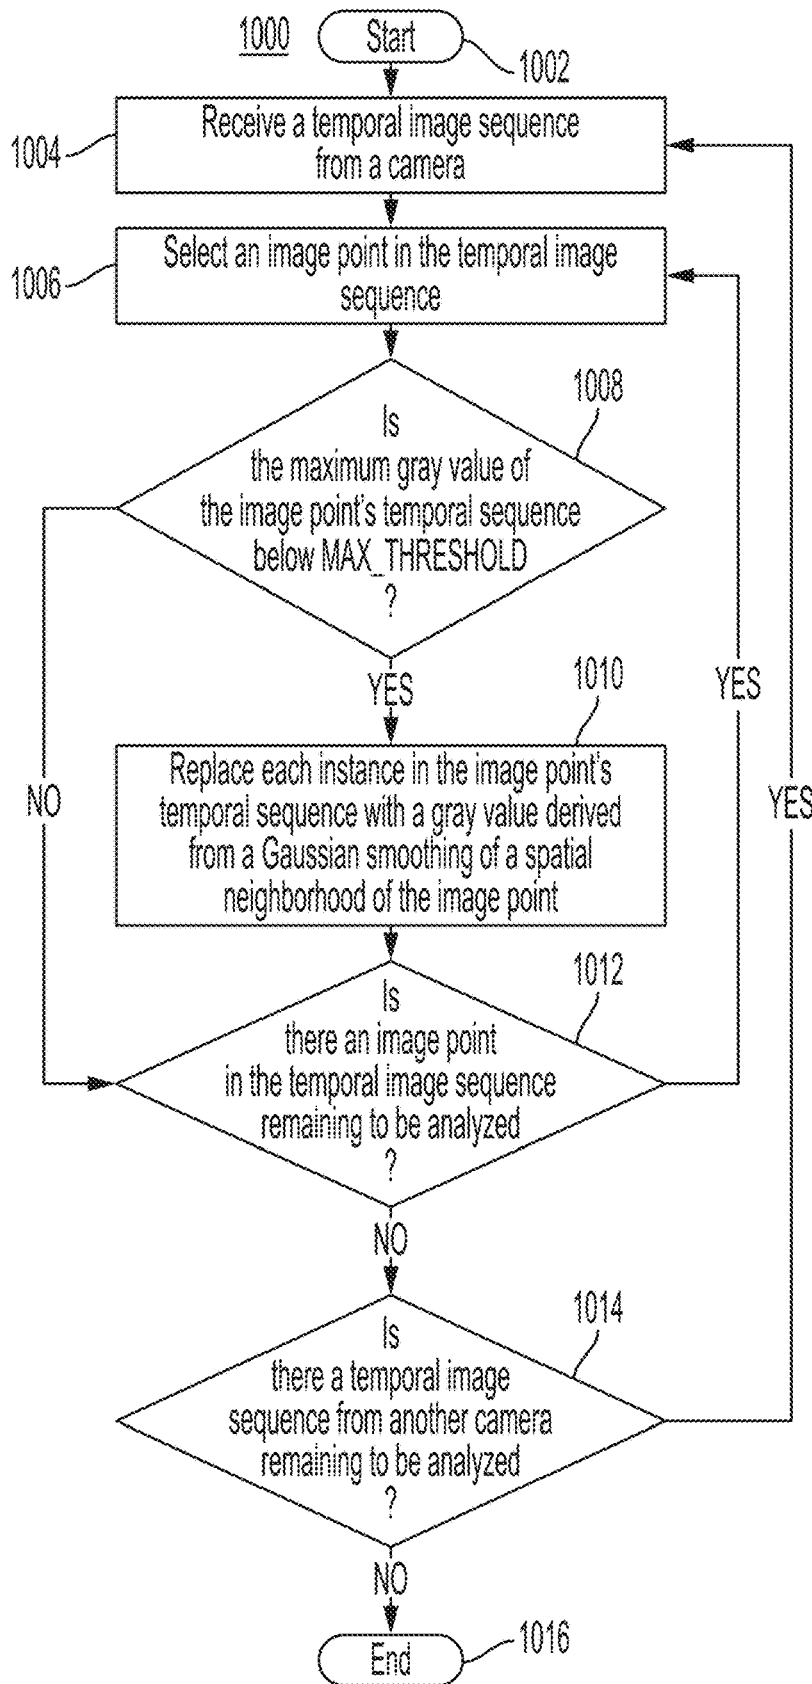 1000
Start
1002
1004
Receive a temporal image sequence
from a camera
1006
Select an image point in the temporal image
sequence
1008
Is
the maximum gray value of
the image point's temporal sequence
below MAX_THRESHOLD
?
YES
1010
YES
NO
YES
Replace each instance in the image point's
temporal sequence with a gray value derived
from a Gaussian smoothing of a spatial
neighborhood of the image point
1012
Is
there an image point
in the temporal image sequence
remaining to be analyzed
?
NO
1014
Is
there a temporal image
sequence from another camera
remaining to be analyzed
?
NO
End
1016